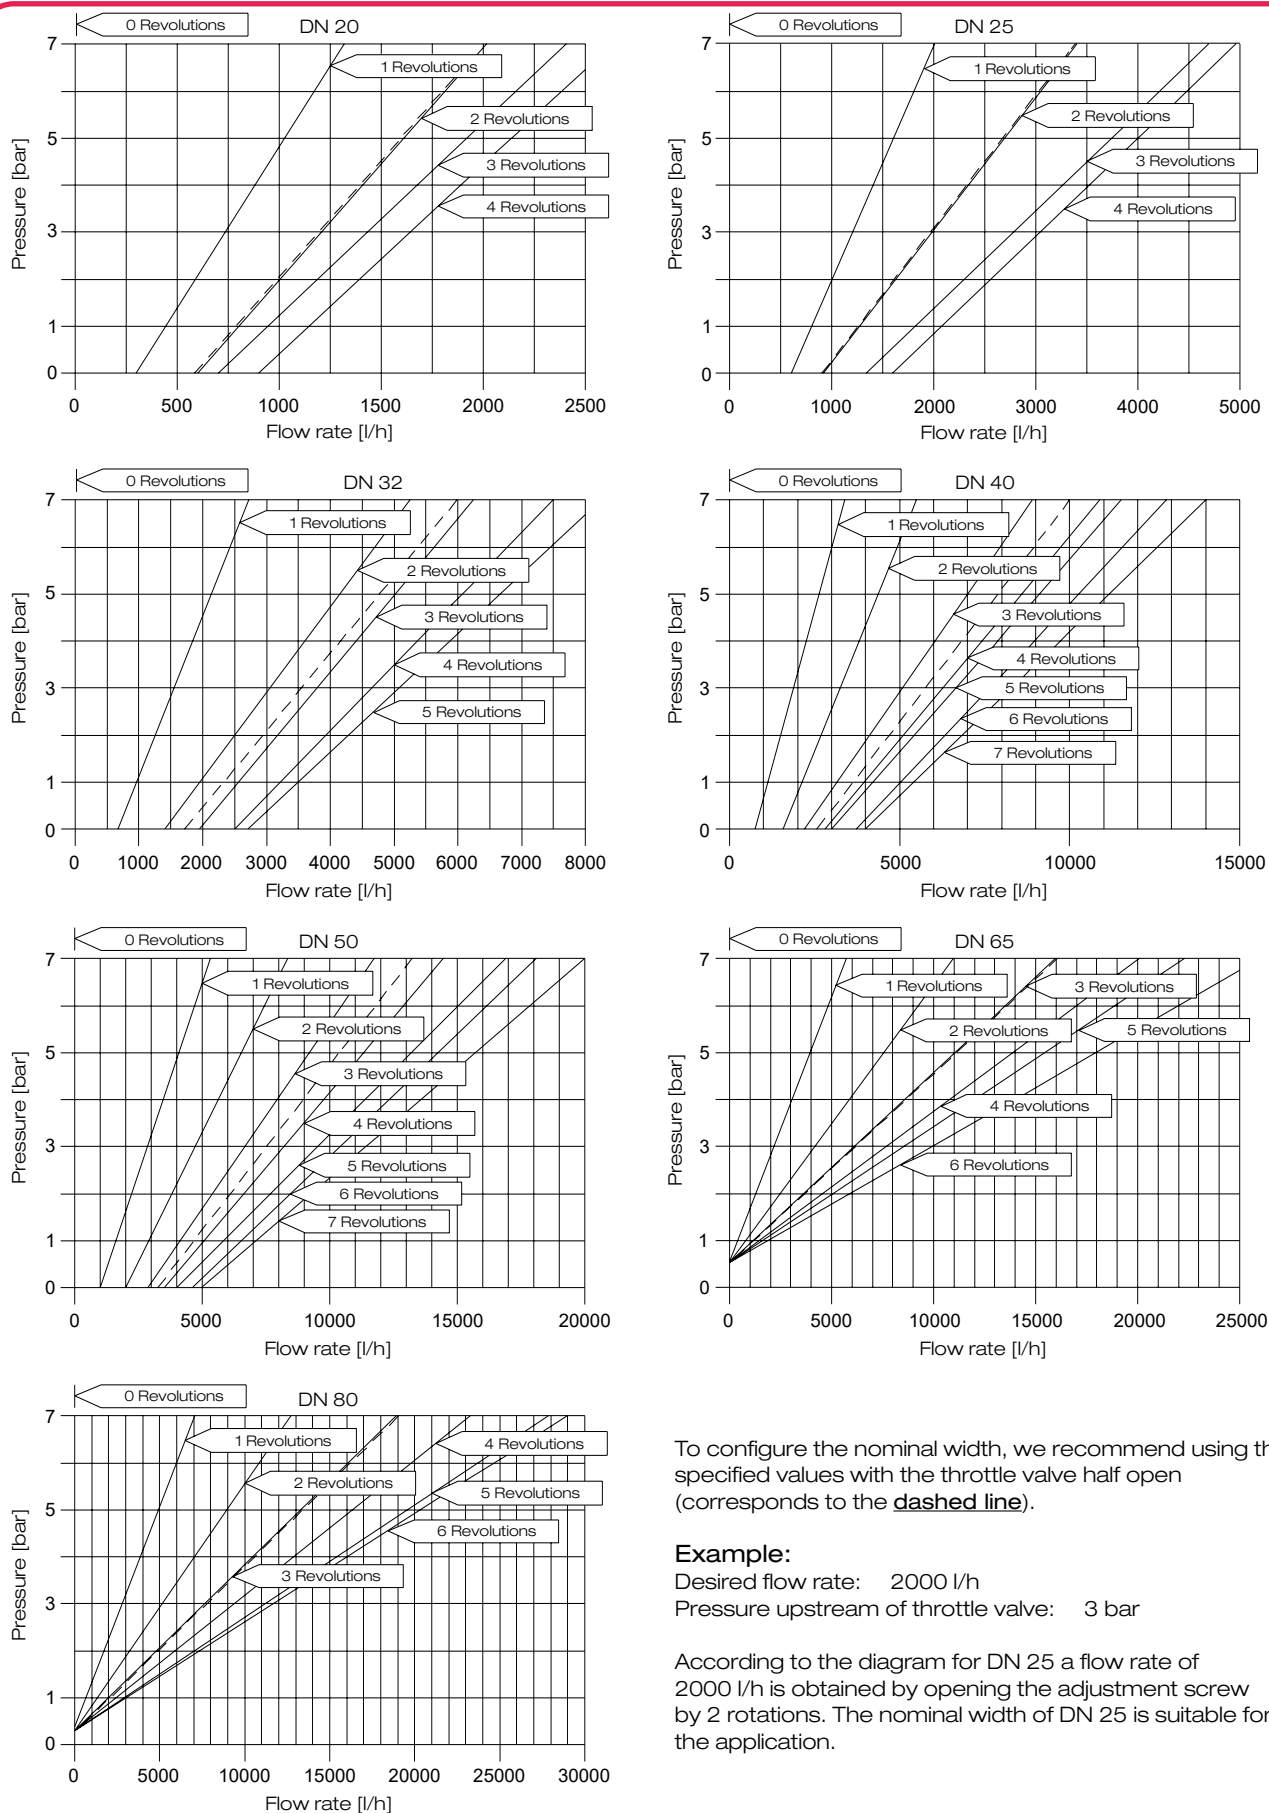 DN 20
0 Revolutions
1 Revolutions
2 Revolutions
3 Revolutions
4 Revolutions
Pressure [bar]
7
5
3
1
0
0 500 1000 1500 2000 2500
Flow rate [l/h]
DN 25
0 Revolutions
1 Revolutions
2 Revolutions
3 Revolutions
4 Revolutions
Pressure [bar]
7
5
3
1
0
0 1000 2000 3000 4000 5000
Flow rate [l/h]
DN 32
0 Revolutions
1 Revolutions
2 Revolutions
3 Revolutions
4 Revolutions
5 Revolutions
Pressure [bar]
7
5
3
1
0
0 1000 2000 3000 4000 5000 6000 7000 8000
Flow rate [l/h]
DN 40
0 Revolutions
1 Revolutions
2 Revolutions
3 Revolutions
4 Revolutions
5 Revolutions
6 Revolutions
7 Revolutions
Pressure [bar]
7
5
3
1
0
0 5000 10000 15000
Flow rate [l/h]
DN 50
0 Revolutions
1 Revolutions
2 Revolutions
3 Revolutions
4 Revolutions
5 Revolutions
6 Revolutions
7 Revolutions
Pressure [bar]
7
5
3
1
0
0 5000 10000 15000 20000
Flow rate [l/h]
DN 65
0 Revolutions
1 Revolutions
3 Revolutions
2 Revolutions
5 Revolutions
4 Revolutions
6 Revolutions
Pressure [bar]
7
5
3
1
0
0 5000 10000 15000 20000 25000
Flow rate [l/h]
DN 80
0 Revolutions
1 Revolutions
4 Revolutions
2 Revolutions
5 Revolutions
6 Revolutions
3 Revolutions
Pressure [bar]
7
5
3
1
0
0 5000 10000 15000 20000 25000 30000
Flow rate [l/h]
To configure the nominal width, we recommend using th
specified values with the throttle valve half open
(corresponds to the dashed line).
Example:
Desired flow rate: 2000 l/h
Pressure upstream of throttle valve: 3 bar
According to the diagram for DN 25 a flow rate of
2000 l/h is obtained by opening the adjustment screw
by 2 rotations. The nominal width of DN 25 is suitable for
the application.